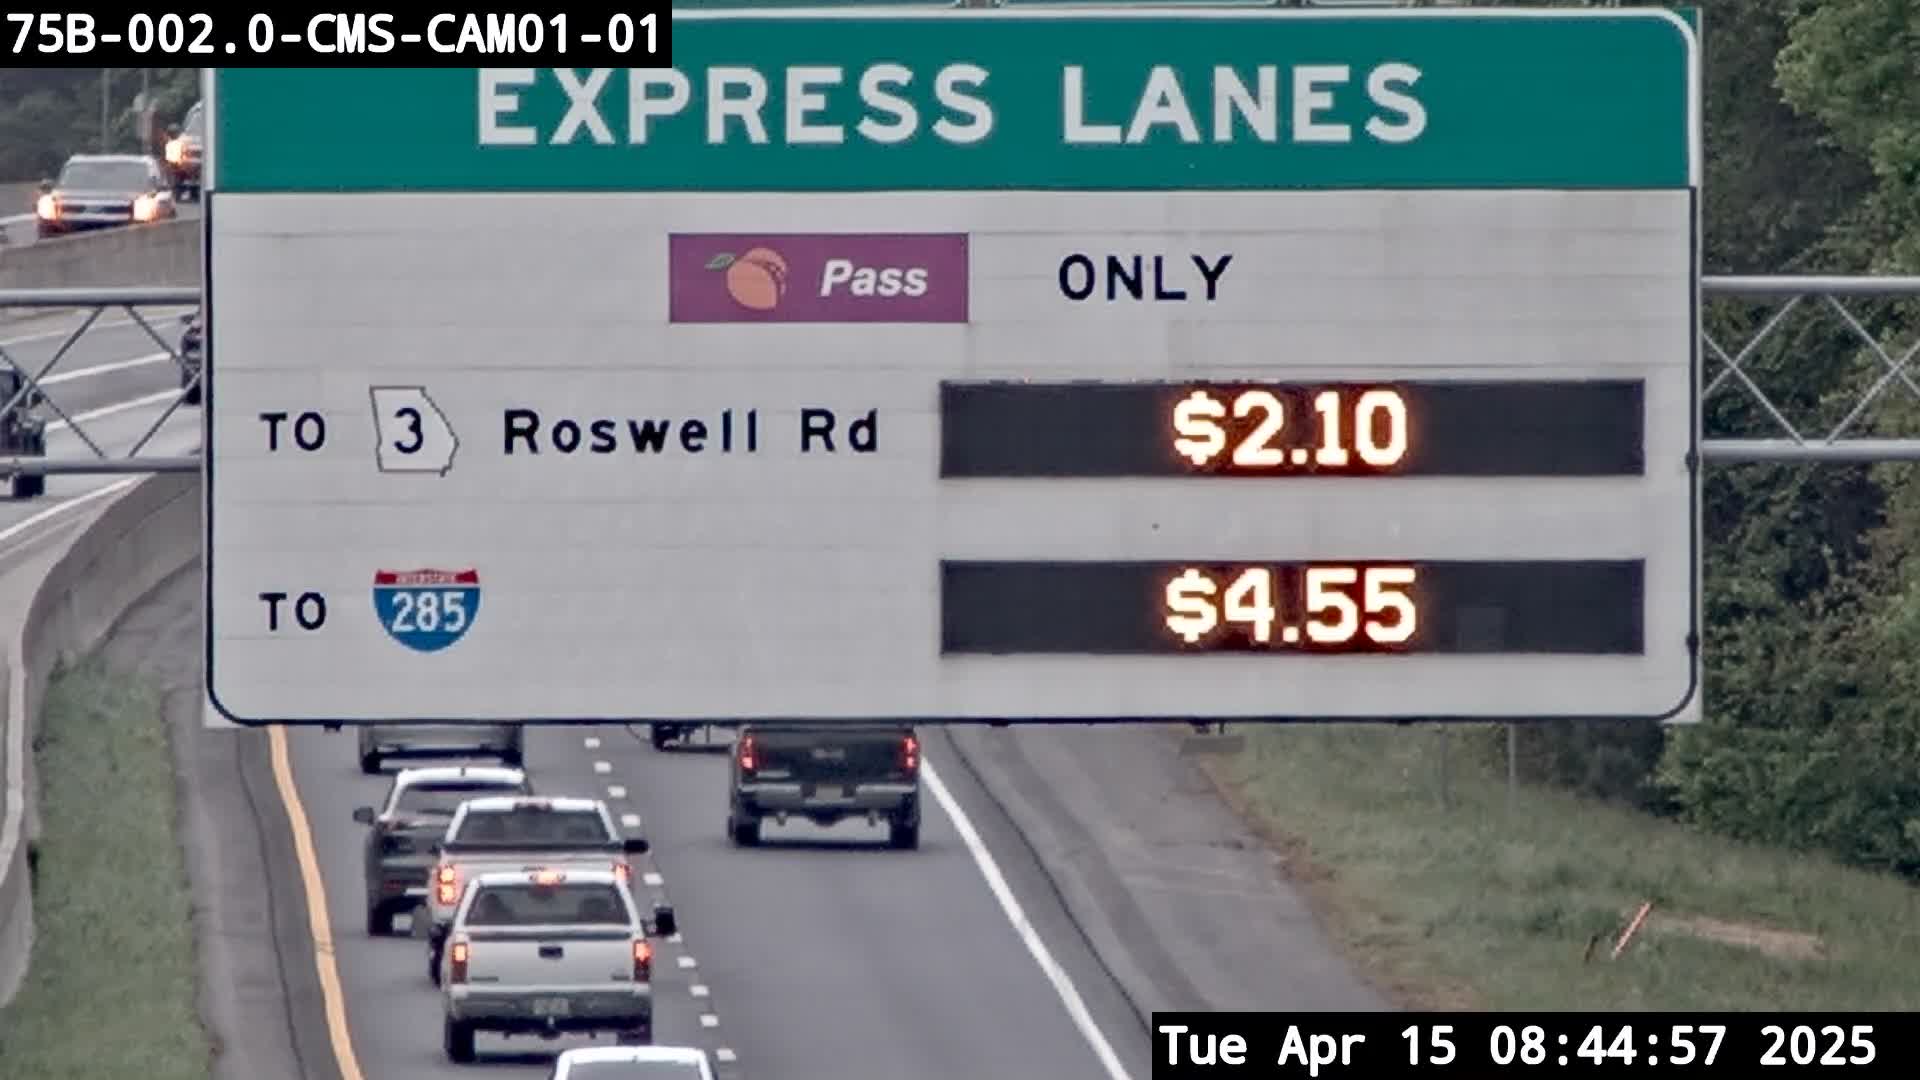 75B-002.0-CMS-CAM01-01
EXPRESS LANES
Pass ONLY
TO 3 Roswell Rd $2.10
TO 285 $4.55
Tue Apr 15 08:44:57 2025